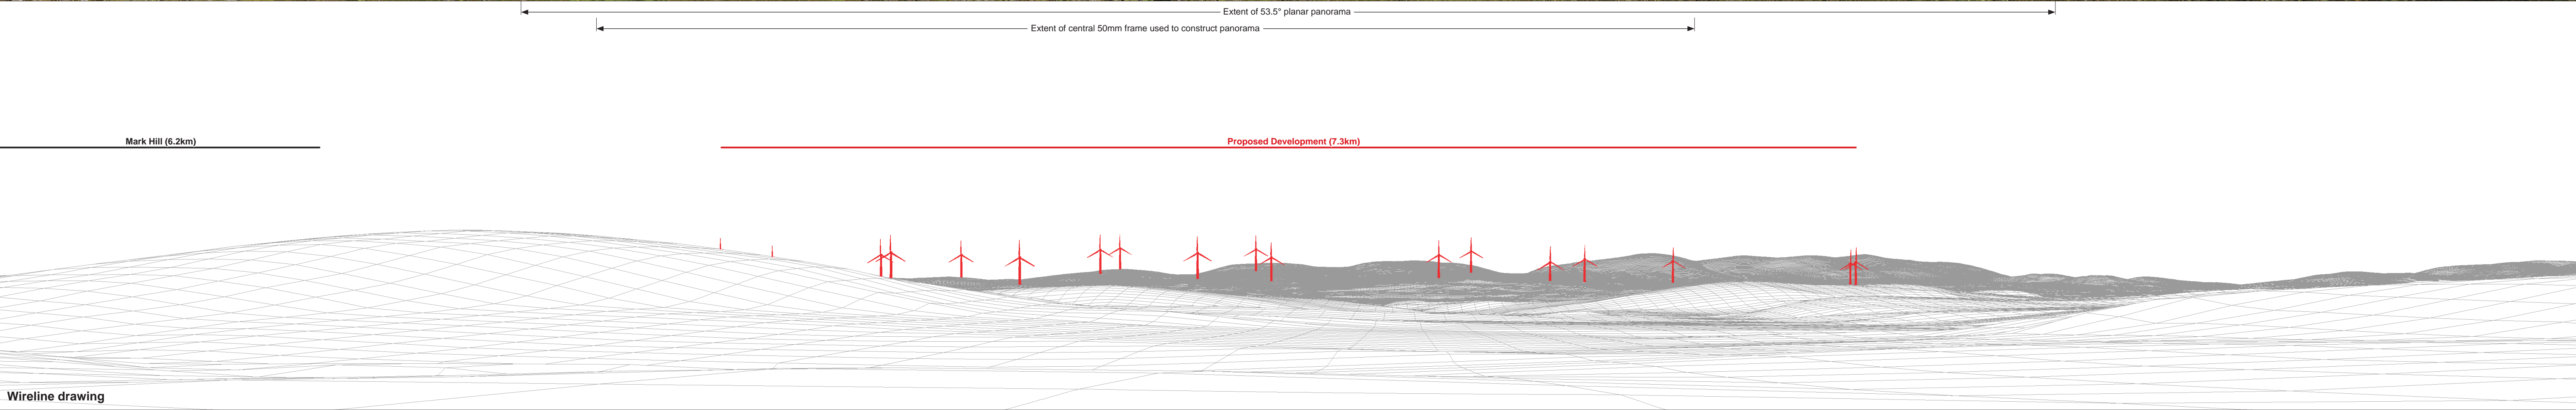 Extent of 53.5° planar panorama
Extent of central 50mm frame used to construct panorama
Mark Hill (6.2km)
Proposed Development (7.3km)
Wireline drawing